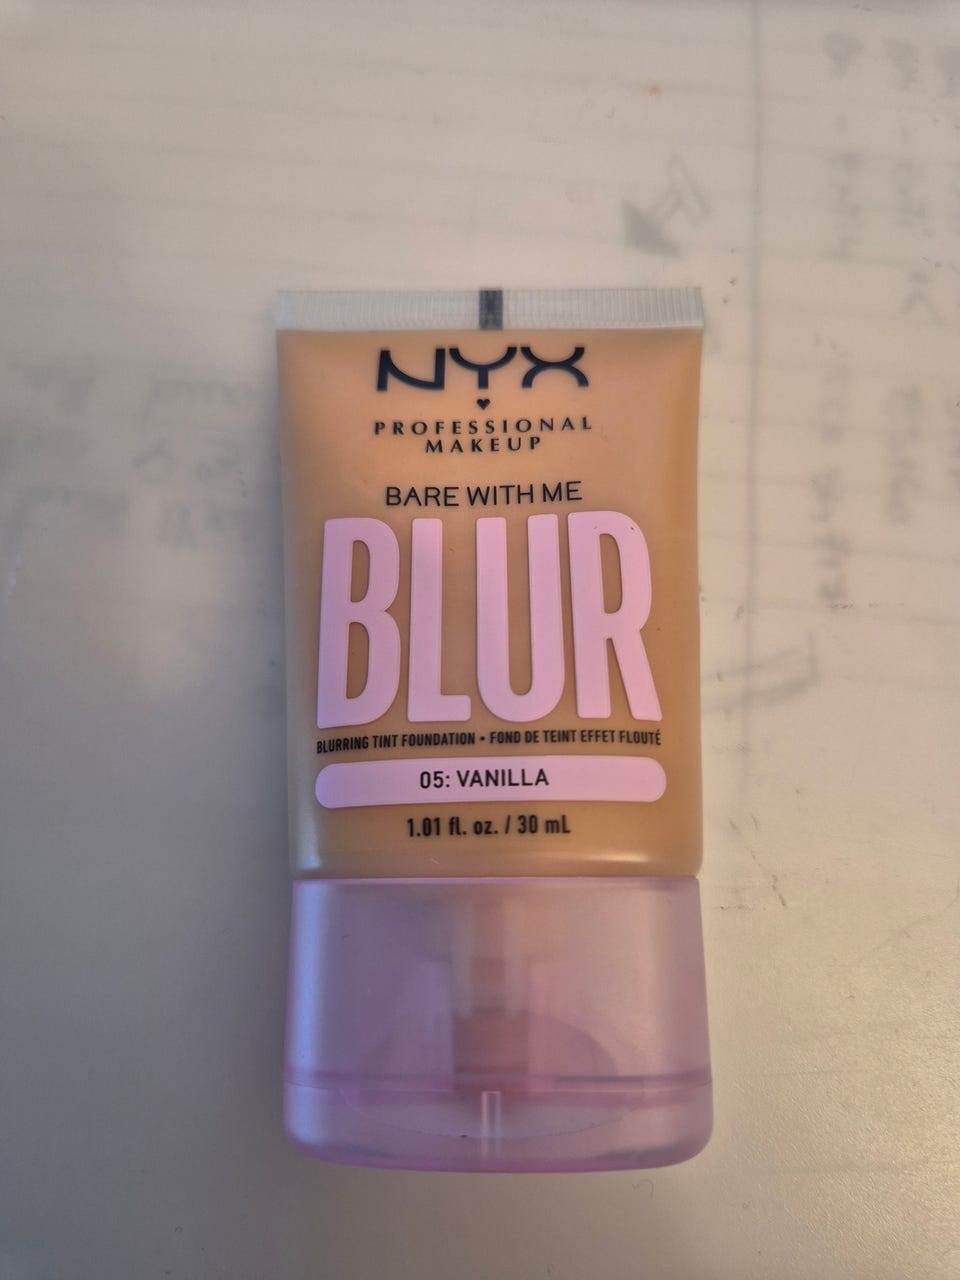 NYX
PROFESSIONAL
MAKEUP
BARE WITH ME
BLUR
BLURRING TINT FOUNDATION • FOND DE TEINT EFFET FLOUTÉ
05: VANILLA
1.01 fl. oz. / 30 mL